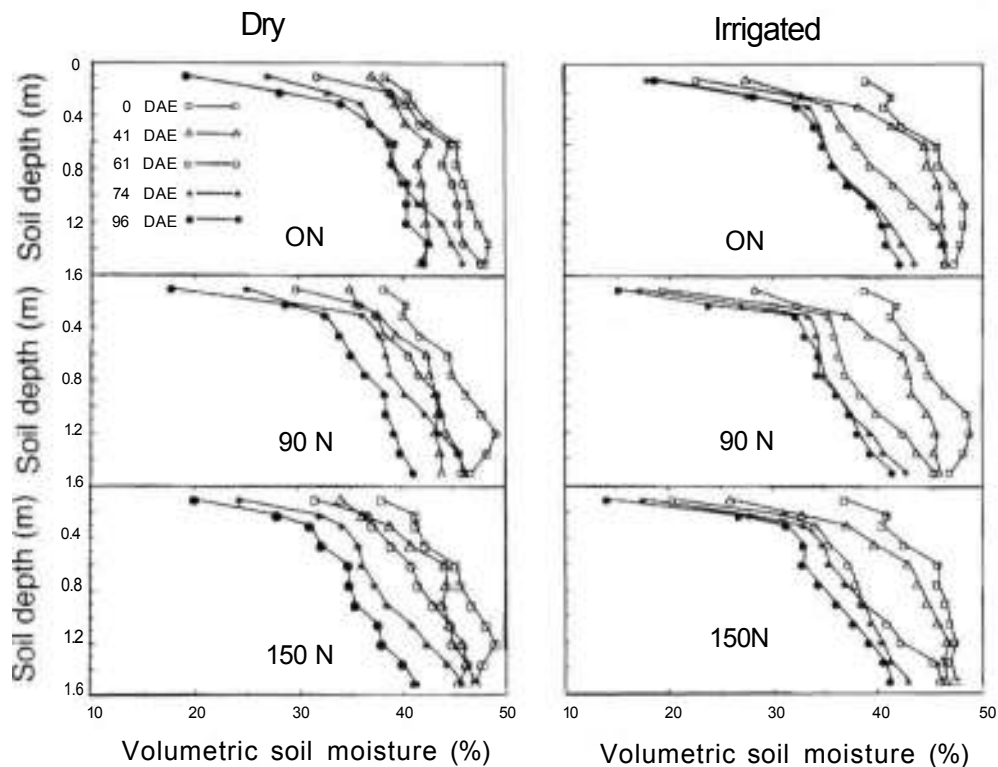 Dry
Irrigated
Soil depth (m)
0
0.4
0.8
1.2
1.6
0 DAE
41 DAE
61 DAE
74 DAE
96 DAE
ON
ON
Soil depth (m)
0.4
0.8
1.2
1.6
90 N
90 N
Soil depth (m)
0.4
0.8
1.2
1.6
150 N
150N
10 20 30 40 50
10 20 30 40 50
Volumetric soil moisture (%)
Volumetric soil moisture (%)